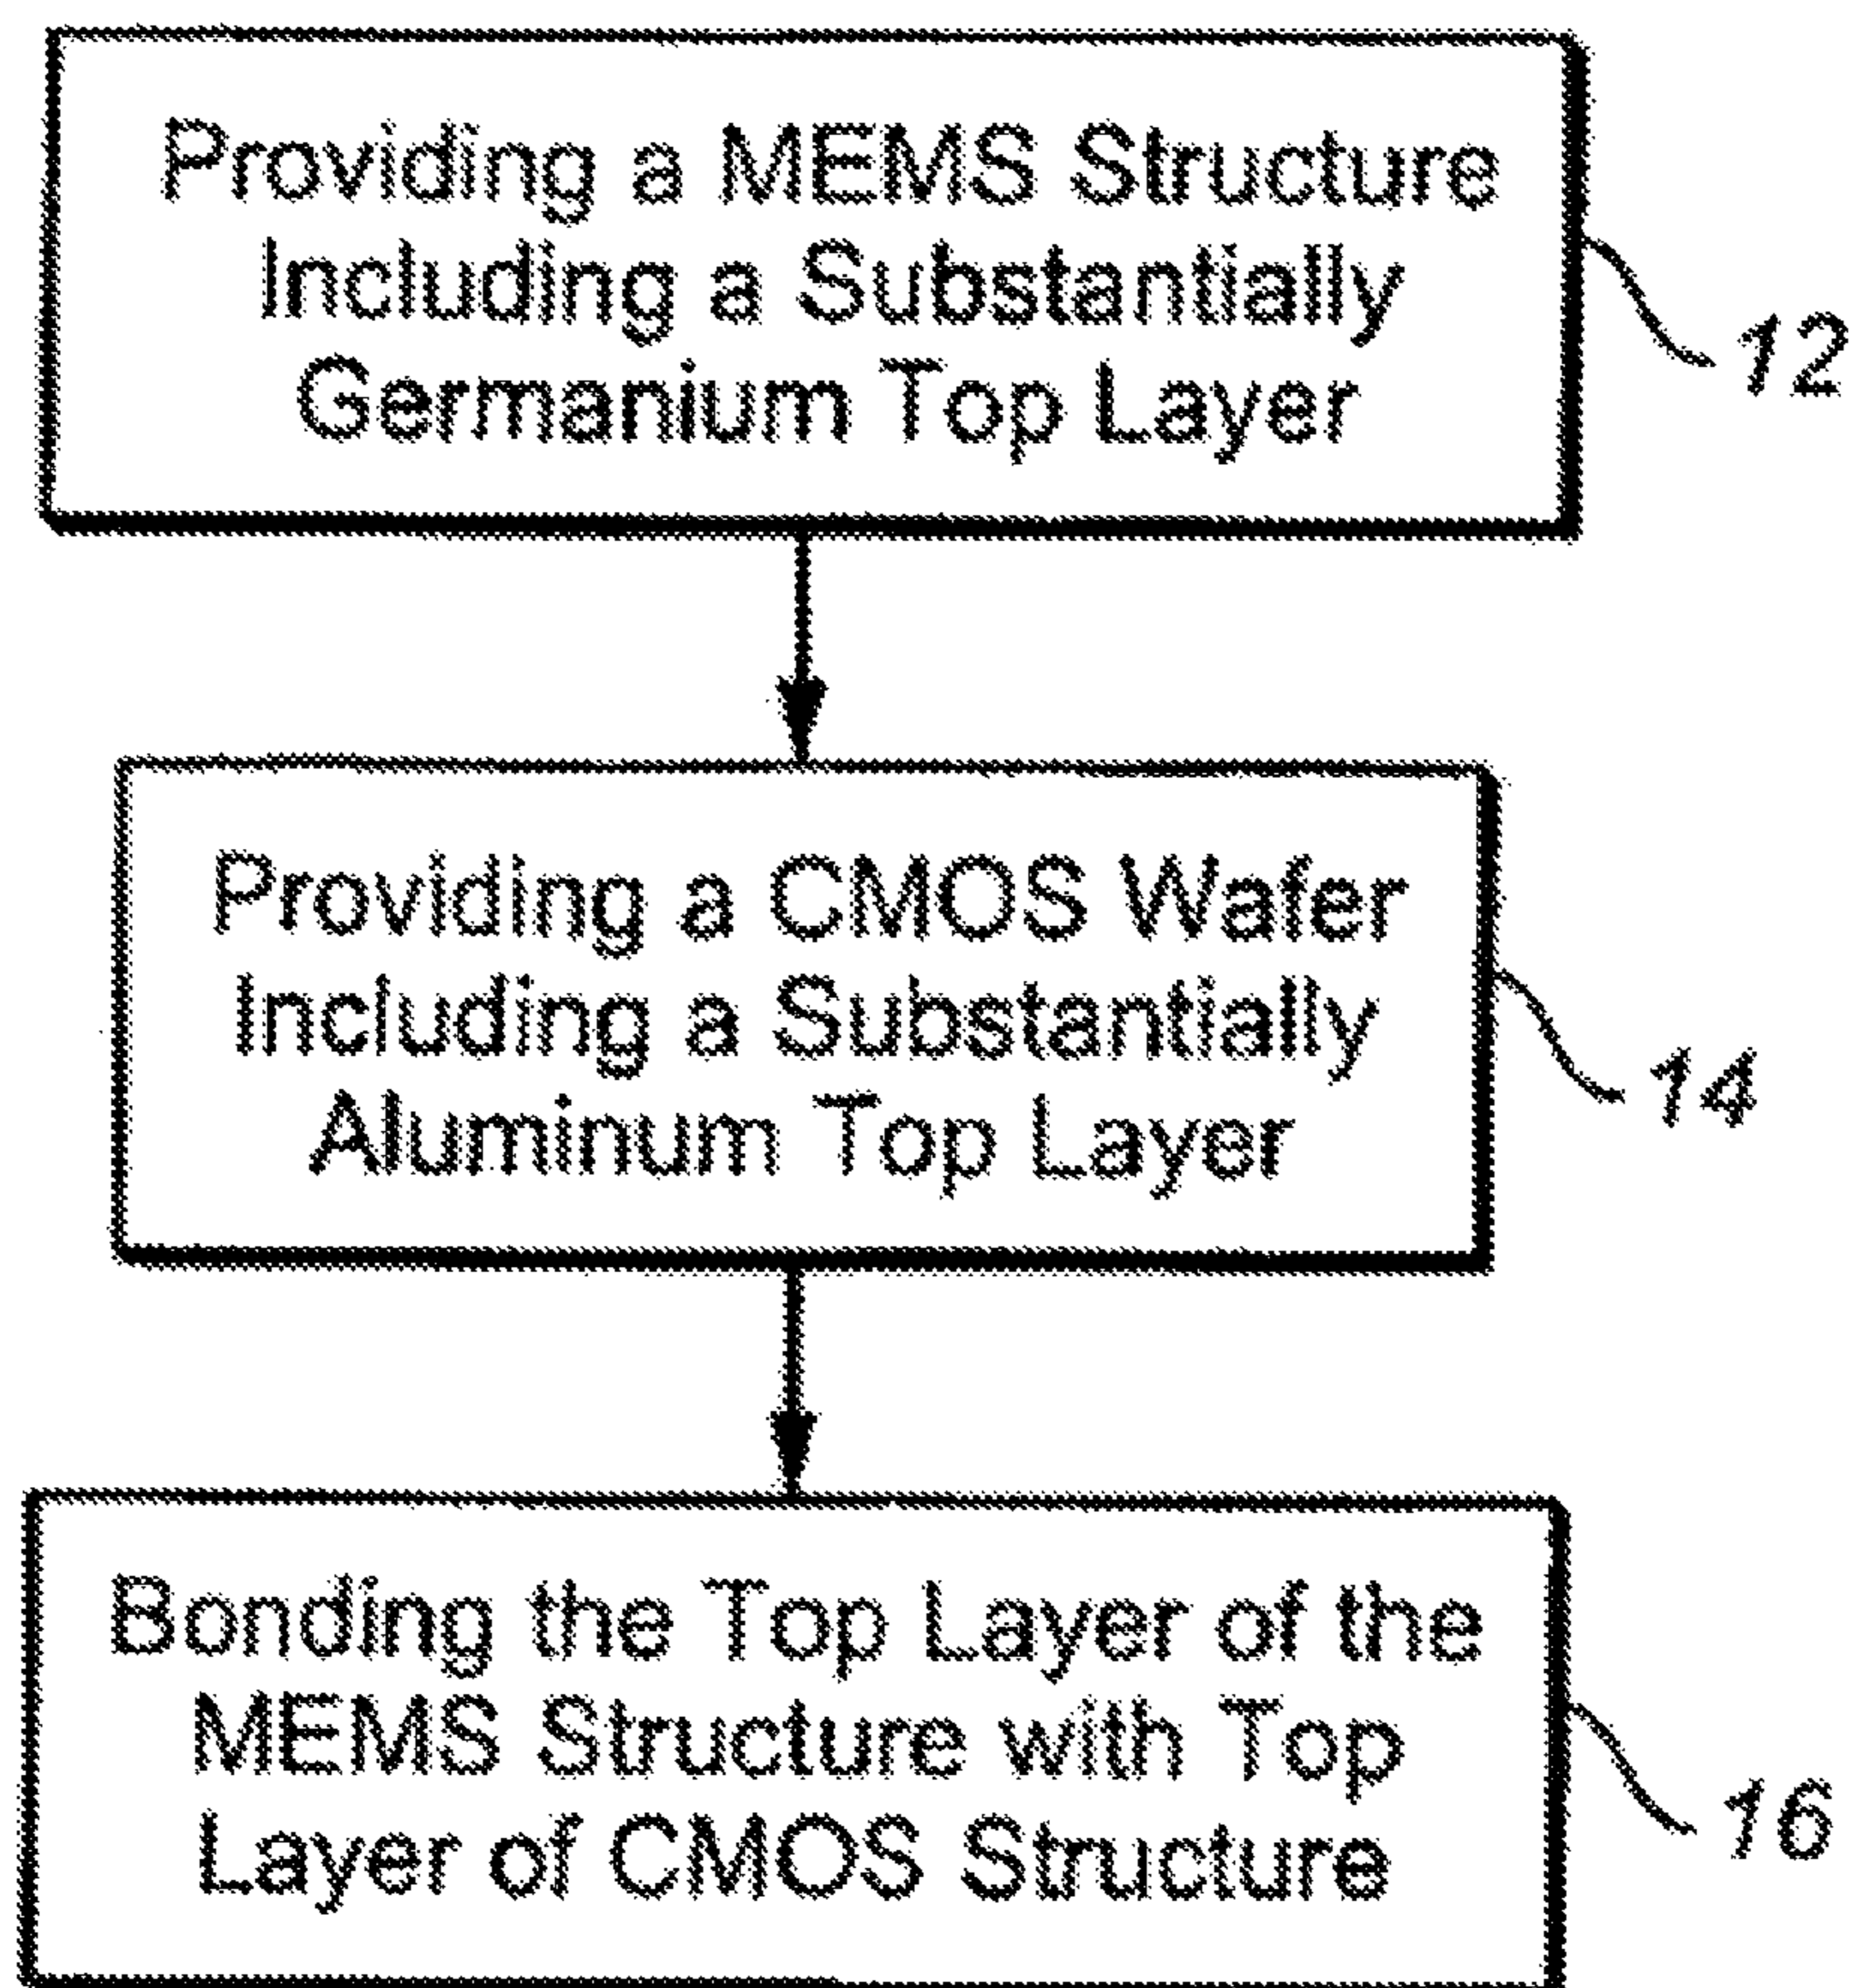 Providing a MEMS Structure
Including a Substantially
Germanium Top Layer
12
Providing a CMOS Wafer
Including a Substantially
Aluminum Top Layer
14
Bonding the Top Layer of the
MEMS Structure with Top
Layer of CMOS Structure
16